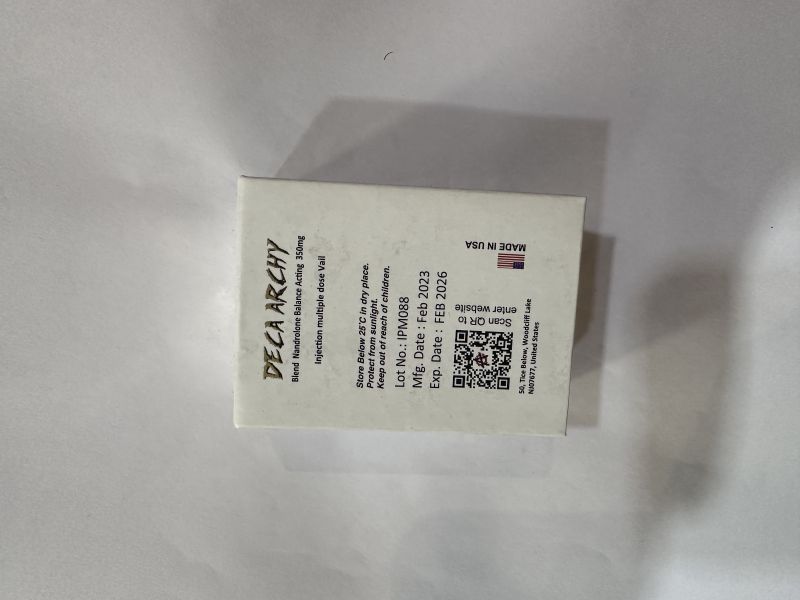 DECA ARCHY
Blend Nandrolone Balance Acting 350mg
Injection multiple dose Vail
Store Below 25°C in dry place.
Protect from sunlight.
Keep out of reach of children.
Lot No.: IPM088
Mfg. Date : Feb 2023
Exp. Date : FEB 2026
Scan QR to
enter website
MADE IN USA
50, Tice Below, Woodcliff Lake
NJ07677, United States